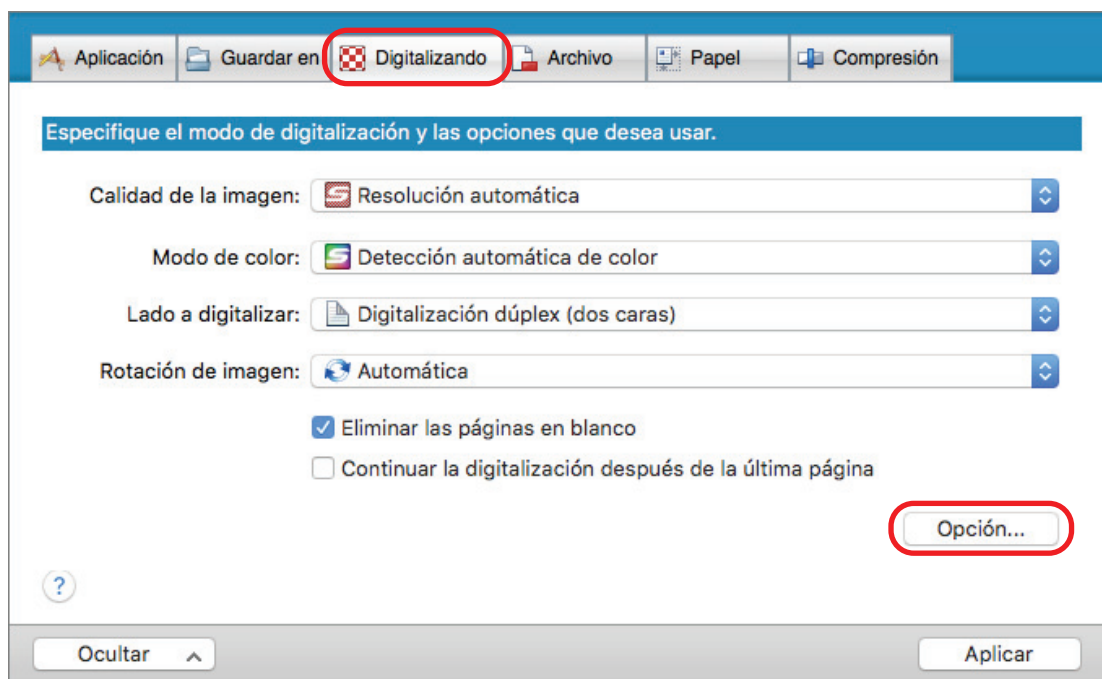 Aplicación Guardar en Digitalizando Archivo Papel Compresión
Especifique el modo de digitalización y las opciones que desea usar.
Calidad de la imagen: Resolución automática
Modo de color: Detección automática de color
Lado a digitalizar: Digitalización dúplex (dos caras)
Rotación de imagen: Automática
Eliminar las páginas en blanco
Continuar la digitalización después de la última página
Opción...
?
Ocultar Aplicar